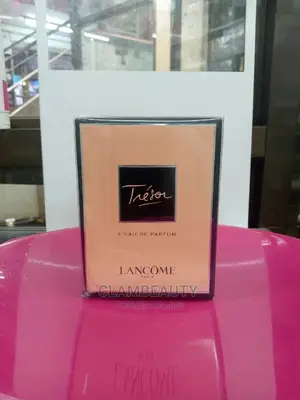 Trésor
L'EAU DE PARFUM
LANCÔME
PARIS
GLAMBEAUTY